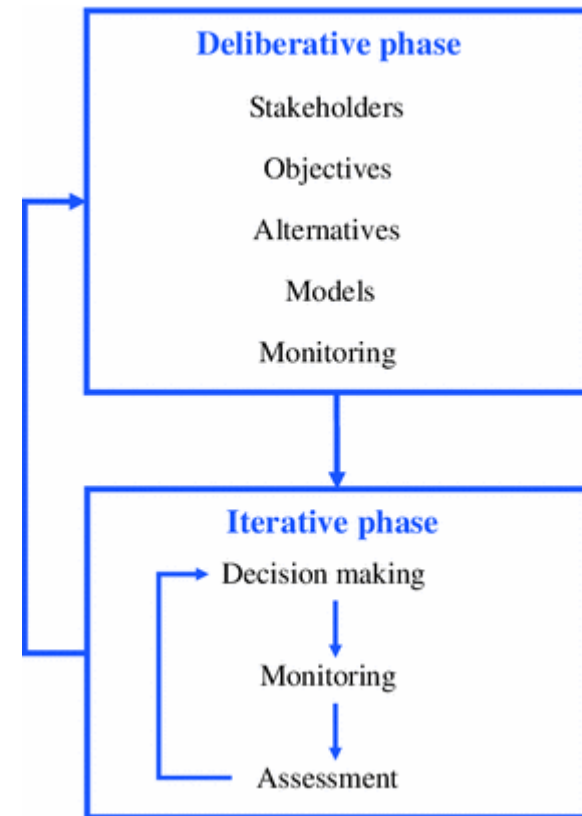 Deliberative phase
Stakeholders
Objectives
Alternatives
Models
Monitoring
Iterative phase
Decision making
Monitoring
Assessment